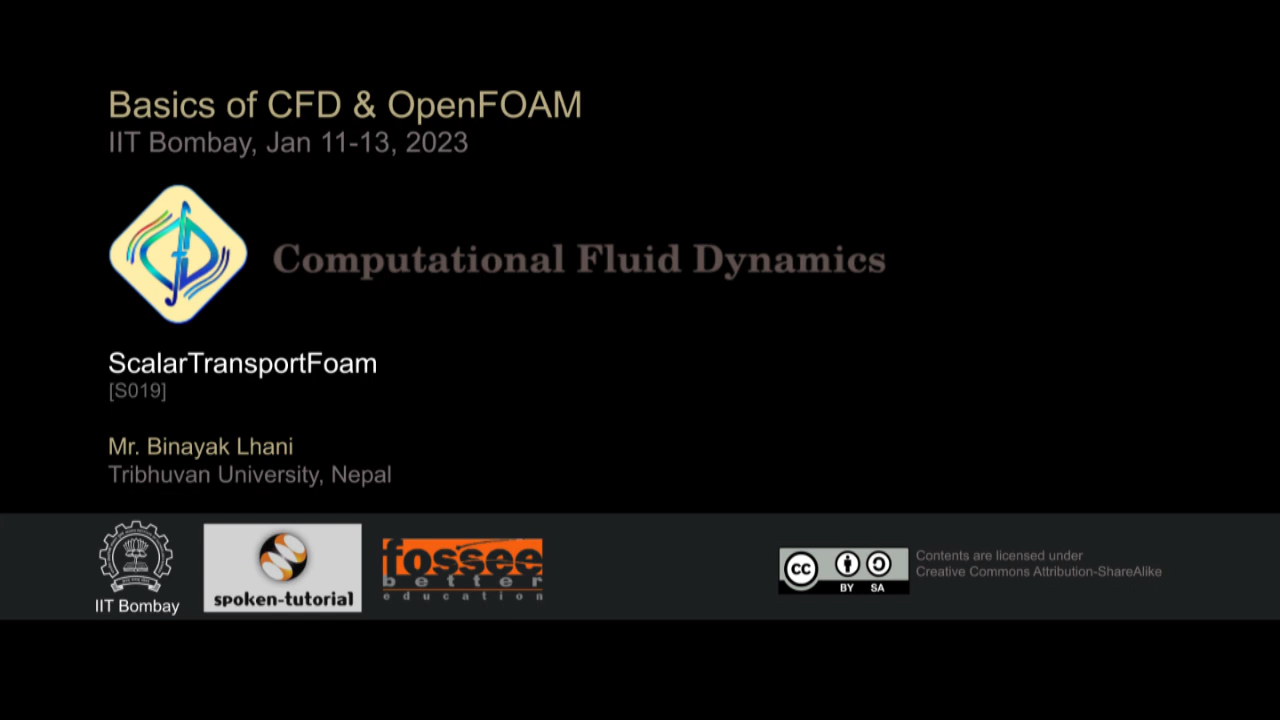 Basics of CFD & OpenFOAM
IIT Bombay, Jan 11-13, 2023
Computational Fluid Dynamics
ScalarTransportFoam
[S019]
Mr. Binayak Lhani
Tribhuvan University, Nepal
IIT Bombay
spoken-tutorial
fossee
better
education
cc
BY SA
Contents are licensed under
Creative Commons Attribution-ShareAlike